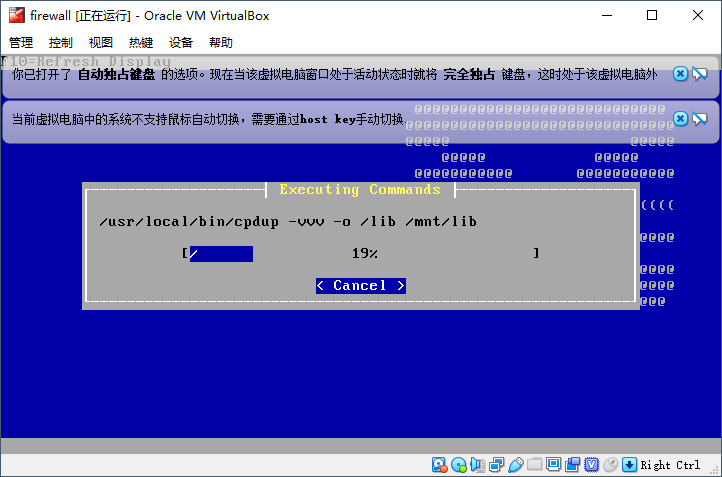 firewall [正在运行] - Oracle VM VirtualBox
管理 控制 视图 热键 设备 帮助
F10=Refresh Display
你已打开了 自动独占键盘 的选项。现在当该虚拟电脑窗口处于活动状态时就将 完全独占 键盘，这时处于该虚拟电脑外
当前虚拟电脑中的系统不支持鼠标自动切换，需要通过host key手动切换
@@@@@@@@@@@@@@@@@@@@@@@@@@@@
@@@@@@@@@@@@@@@@@@@@@@@@@@@@@@
@@@@@ @@@@@
@@@@@ @@@@@
@@@@@@@@@@@ @@@@@@@@@@@
Executing Commands
((((
/usr/local/bin/cpdup -vvv -o /lib /mnt/lib
@@@@
[/ 19% ]
@@@@
< Cancel >
@@@@
@@@
Right Ctrl